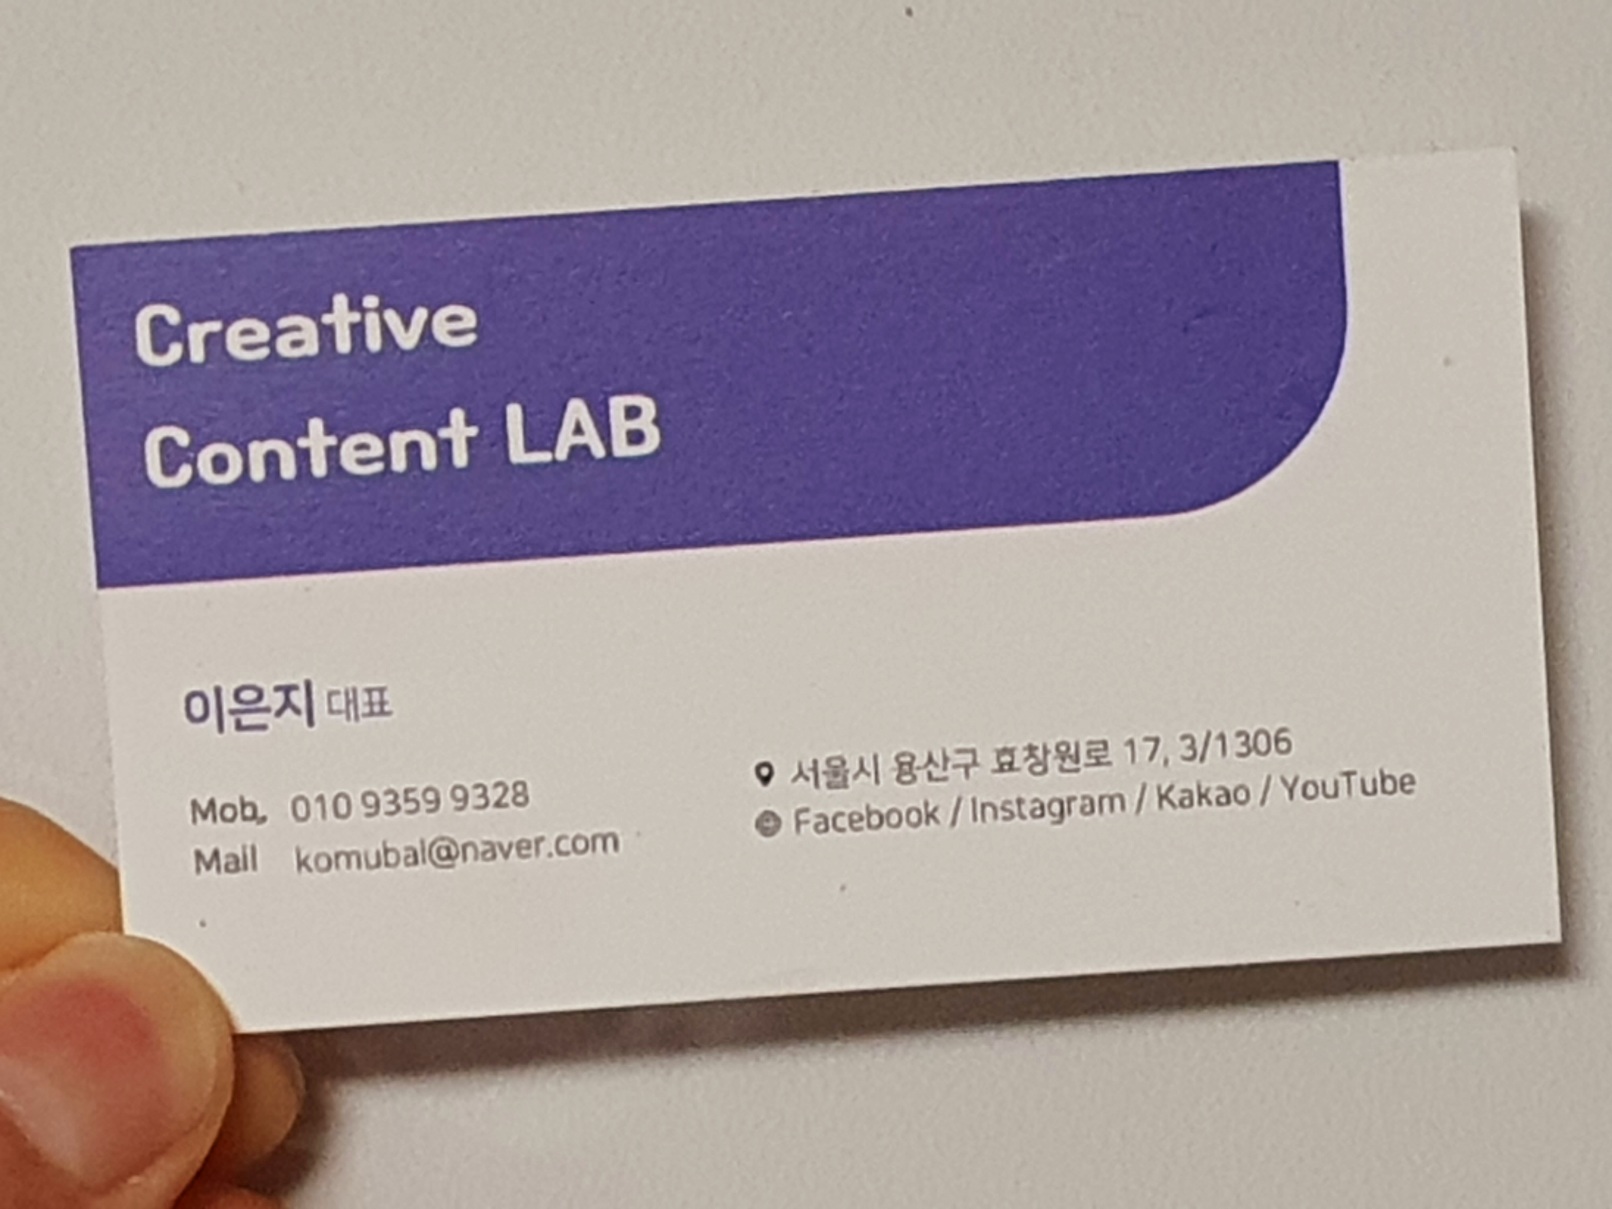 Creative
Content LAB
이은지 대표
Mob. 010 9359 9328
Mail komubal@naver.com
서울시 용산구 효창원로 17, 3/1306
Facebook / Instagram / Kakao / YouTube